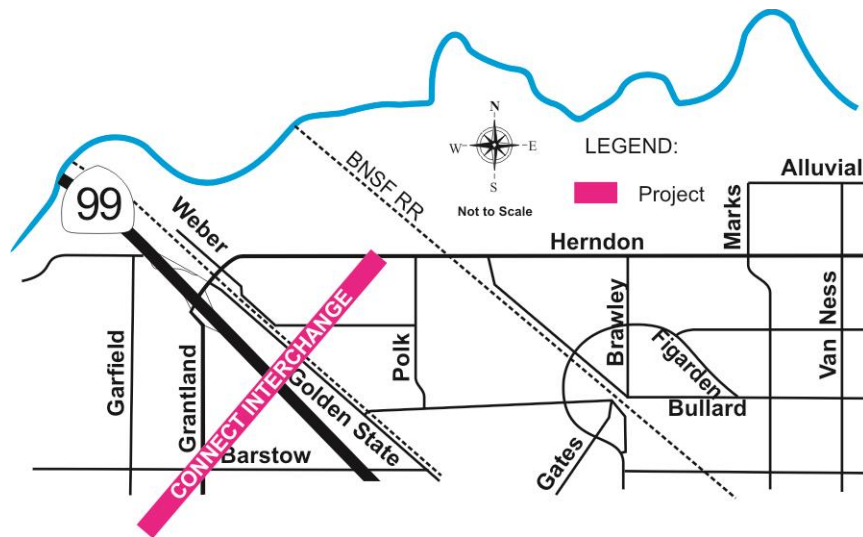 N
W
E
S
Not to Scale
LEGEND:
Project
Alluvial
BNSF RR
99
Weber
Herndon
Marks
Garfield
Grantland
CONNECT INTERCHANGE
Golden State
Polk
Brawley
Figarden
Van Ness
Bullard
Barstow
Gates